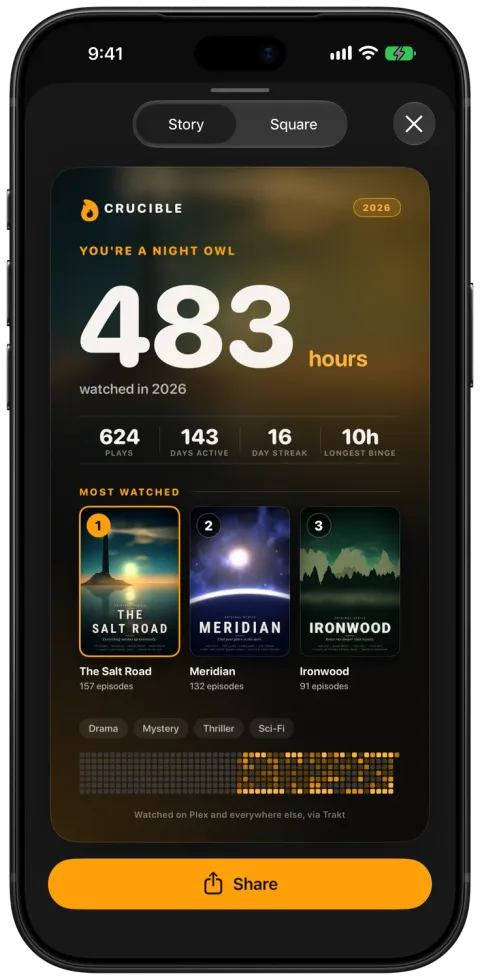 9:41
Story Square
CRUCIBLE 2026
YOU'RE A NIGHT OWL
483 hours
watched in 2026
624 143 16 10h
PLAYS DAYS ACTIVE DAY STREAK LONGEST BINGE
MOST WATCHED
1 2 3
THE
SALT ROAD
MERIDIAN
IRONWOOD
The Salt Road Meridian Ironwood
157 episodes 132 episodes 91 episodes
Drama Mystery Thriller Sci-Fi
Watched on Plex and everywhere else, via Trakt
Share